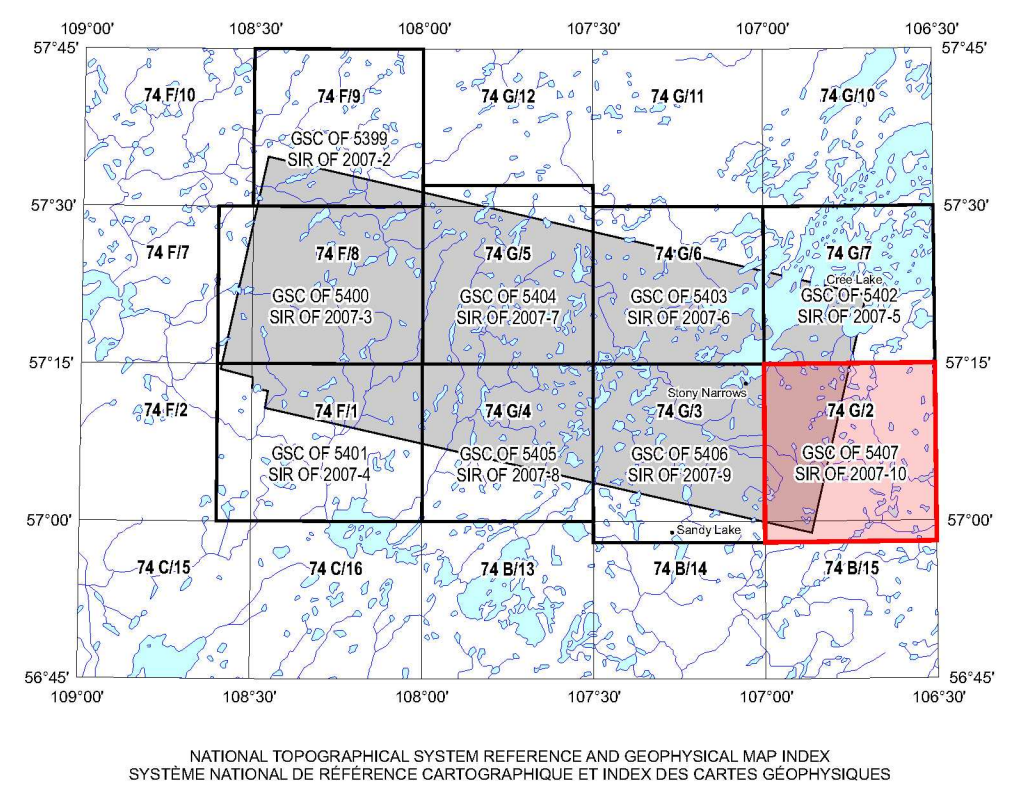 109°00' 108°30' 108°00' 107°30' 107°00' 106°30'
57°45' 57°45'
74 F/10 74 F/9 74 G/12 74 G/11 74 G/10
GSC OF 5399
SIR OF 2007-2
57°30' 57°30'
74 F/7 74 F/8 74 G/5 74 G/6 74 G/7
Cree Lake
GSC OF 5400 GSC OF 5404 GSC OF 5403 GSC OF 5402
SIR OF 2007-3 SIR OF 2007-7 SIR OF 2007-6 SIR OF 2007-5
57°15' 57°15'
Stony Narrows
74 F/2 74 F/1 74 G/4 74 G/3 74 G/2
GSC OF 5401 GSC OF 5405 GSC OF 5406 GSC OF 5407
SIR OF 2007-4 SIR OF 2007-8 SIR OF 2007-9 SIR OF 2007-10
57°00' 57°00'
Sandy Lake
74 C/15 74 C/16 74 B/13 74 B/14 74 B/15
56°45' 56°45'
109°00' 108°30' 108°00' 107°30' 107°00' 106°30'
NATIONAL TOPOGRAPHICAL SYSTEM REFERENCE AND GEOPHYSICAL MAP INDEX
SYSTÈME NATIONAL DE RÉFÉRENCE CARTOGRAPHIQUE ET INDEX DES CARTES GÉOPHYSIQUES